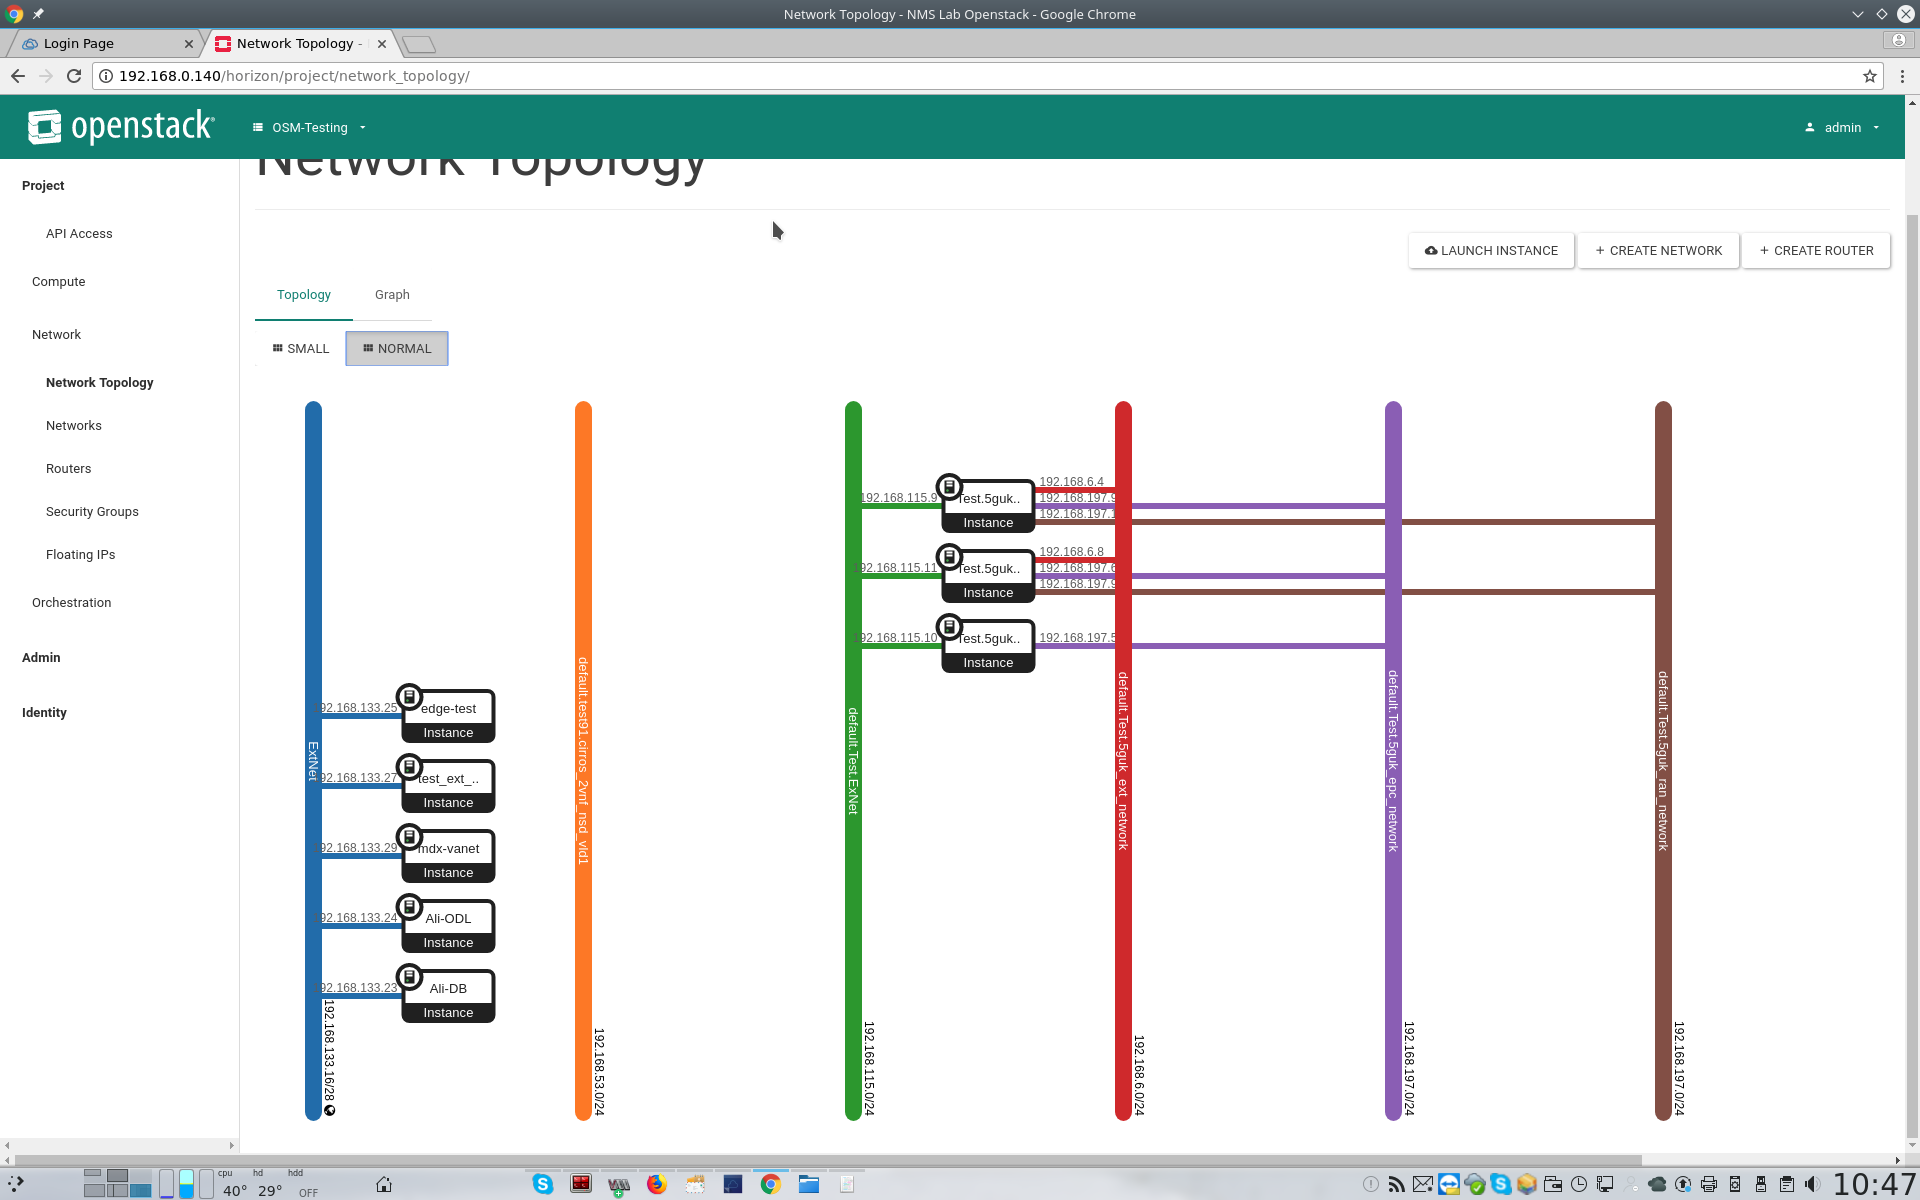 Network Topology - NMS Lab Openstack - Google Chrome
Login Page
Network Topology -
192.168.0.140/horizon/project/network_topology/
openstack
OSM-Testing
admin
Network Topology
Project
API Access
Compute
Network
Network Topology
Networks
Routers
Security Groups
Floating IPs
Orchestration
Admin
Identity
LAUNCH INSTANCE
+ CREATE NETWORK
+ CREATE ROUTER
Topology
Graph
SMALL
NORMAL
ExtNet
192.168.133.16/28
192.168.133.25
edge-test
Instance
192.168.133.27
test_ext_..
Instance
192.168.133.29
mdx-vanet
Instance
192.168.133.24
Ali-ODL
Instance
192.168.133.23
Ali-DB
Instance
default.test91.cirros_2vnf_nsd_vld1
192.168.53.0/24
default.Test.ExNet
192.168.115.0/24
192.168.115.9
Test.5guk..
Instance
192.168.6.4
192.168.197.9
192.168.197.1
192.168.115.11
Test.5guk..
Instance
192.168.6.8
192.168.197.6
192.168.197.9
192.168.115.10
Test.5guk..
Instance
192.168.197.5
default.Test.5guk_ext_network
192.168.6.0/24
default.Test.5guk_epc_network
192.168.197.0/24
default.Test.5guk_ran_network
192.168.197.0/24
cpu
40°
hd
29°
hdd
OFF
10:47